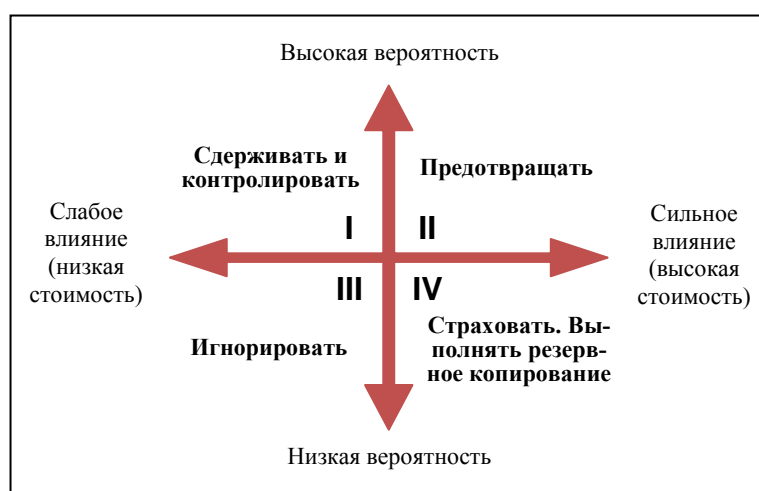 Высокая вероятность
Сдерживать и
контролировать
Предотвращать
Слабое
влияние
(низкая
стоимость)
I
II
Сильное
влияние
(высокая
стоимость)
III
IV
Игнорировать
Страховать. Вы-
полнять резерв-
ное копирование
Низкая вероятность